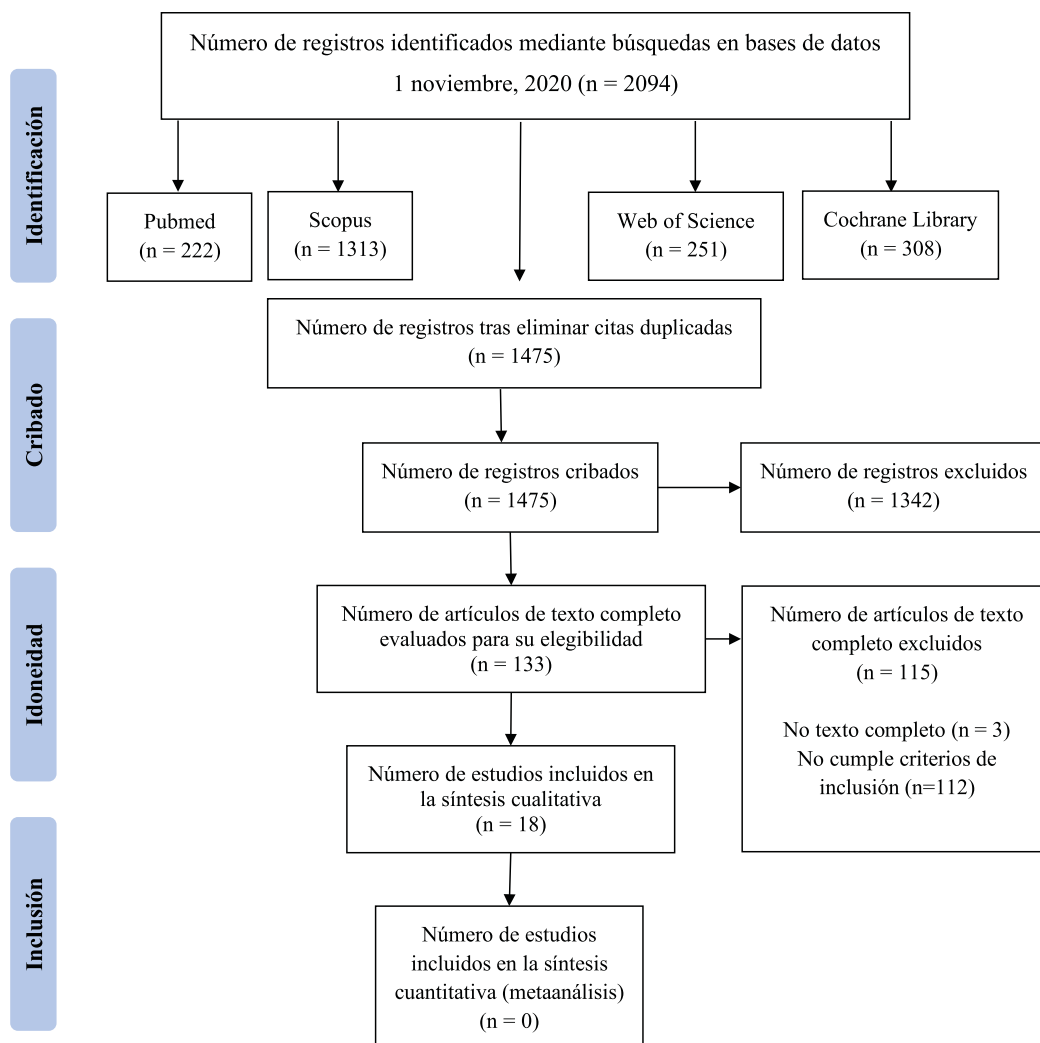 Número de registros identificados mediante búsquedas en bases de datos
1 noviembre, 2020 (n = 2094)
Identificación
Pubmed
(n = 222)
Scopus
(n = 1313)
Web of Science
(n = 251)
Cochrane Library
(n = 308)
Cribado
Número de registros tras eliminar citas duplicadas
(n = 1475)
Número de registros cribados
(n = 1475)
Número de registros excluidos
(n = 1342)
Idoneidad
Número de artículos de texto completo
evaluados para su elegibilidad
(n = 133)
Número de artículos de texto
completo excluidos
(n = 115)
No texto completo (n = 3)
No cumple criterios de
inclusión (n=112)
Número de estudios incluidos en
la síntesis cualitativa
(n = 18)
Inclusión
Número de estudios
incluidos en la síntesis
cuantitativa (metaanálisis)
(n = 0)